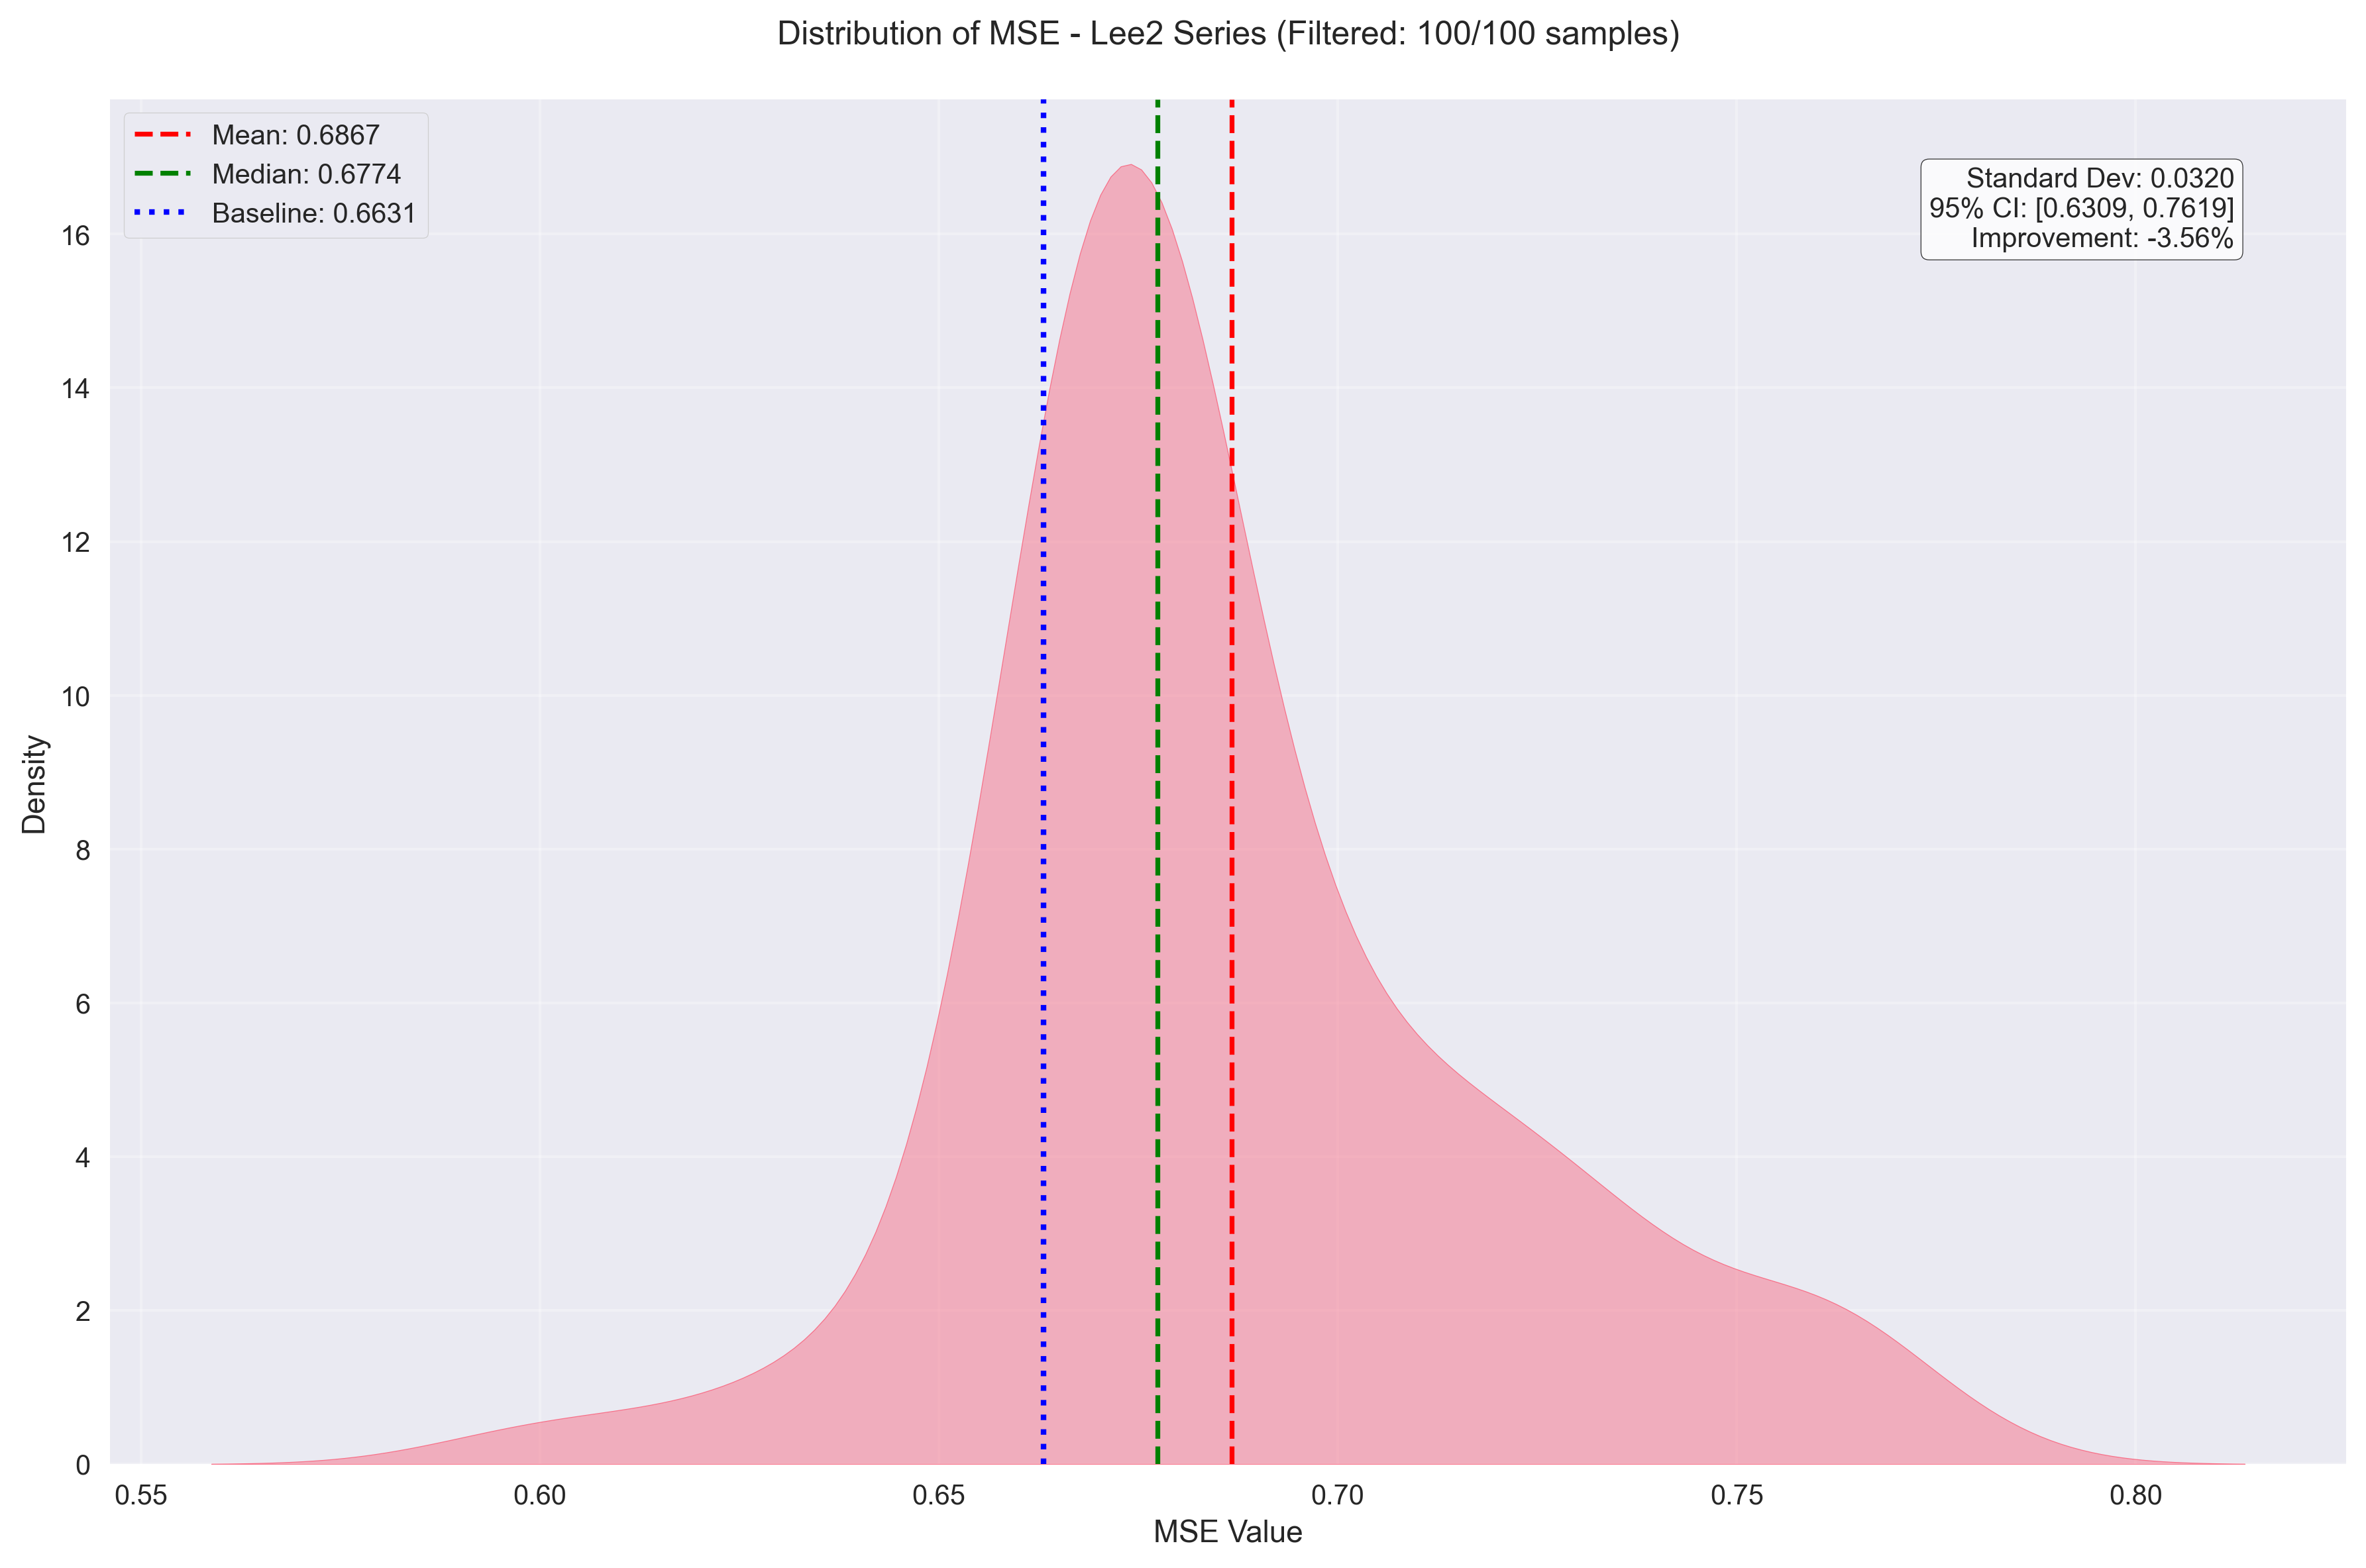 Distribution of MSE - Lee2 Series (Filtered: 100/100 samples)
Mean: 0.6867
Median: 0.6774
Baseline: 0.6631
Standard Dev: 0.0320
95% CI: [0.6309, 0.7619]
Improvement: -3.56%
Density
16
14
12
10
8
6
4
2
0
0.55 0.60 0.65 0.70 0.75 0.80
MSE Value